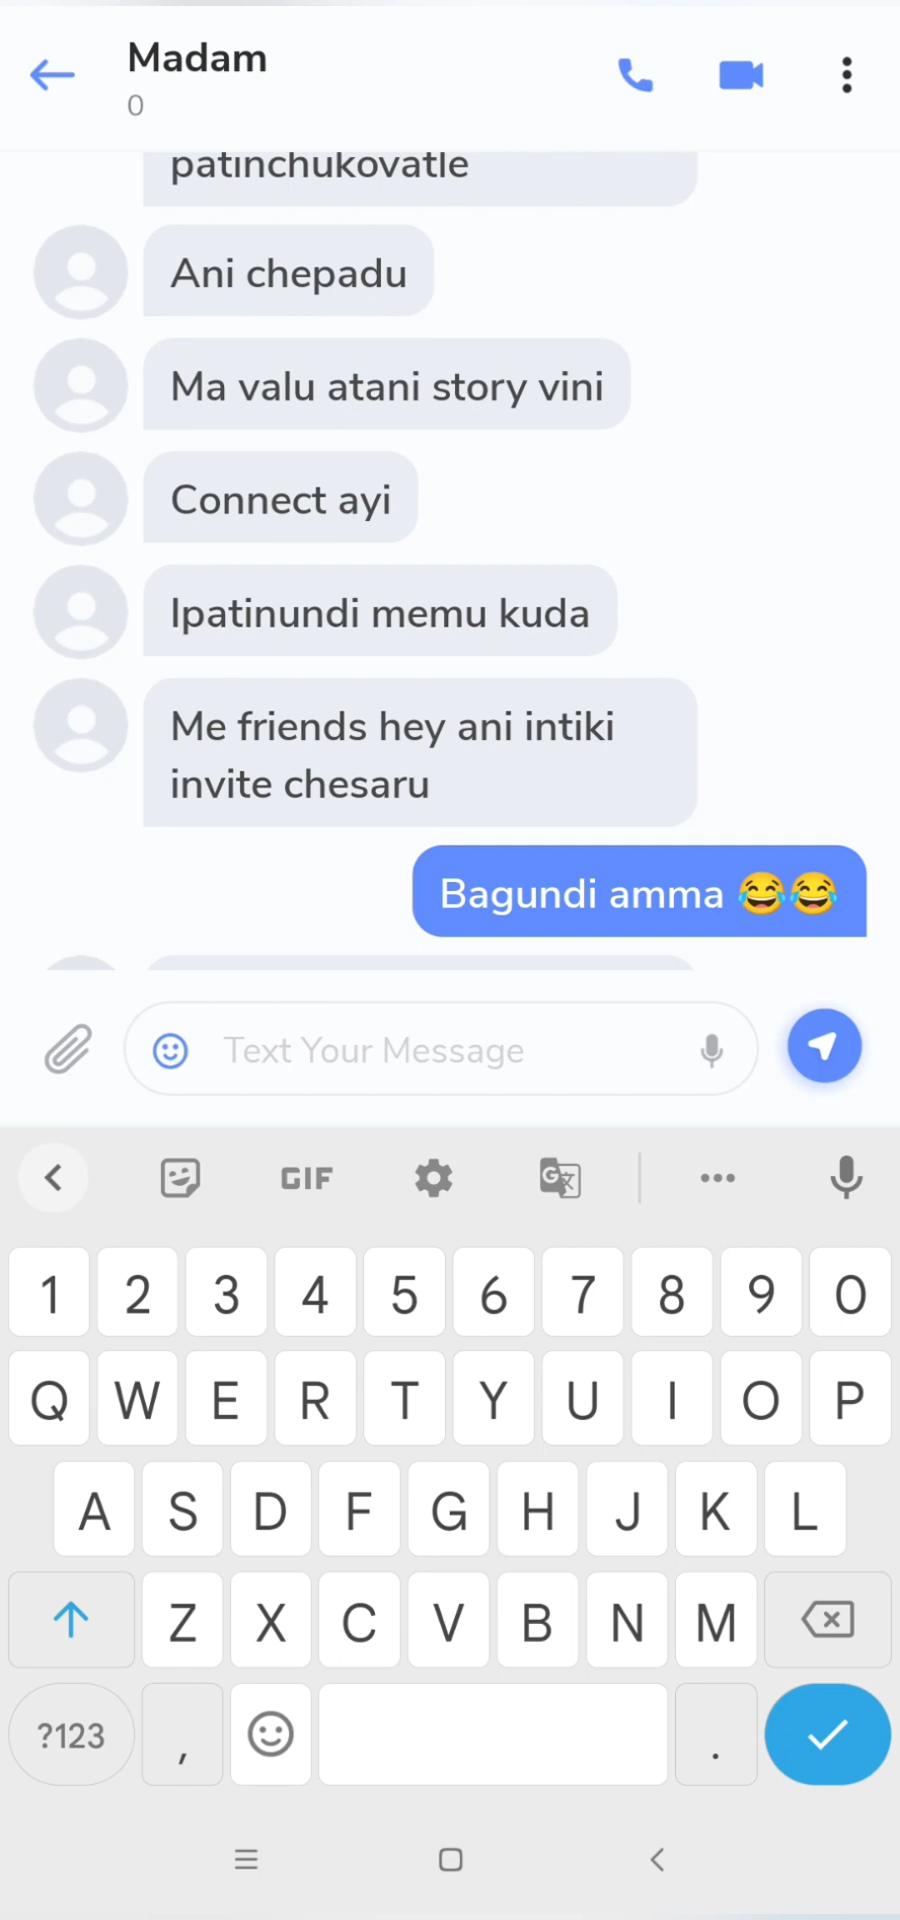 Madam
0
patinchukovatle
Ani chepadu
Ma valu atani story vini
Connect ayi
Ipatinundi memu kuda
Me friends hey ani intiki
invite chesaru
Bagundi amma 😂😂
Text Your Message
GIF
G 文
1 2 3 4 5 6 7 8 9 0
Q W E R T Y U I O P
A S D F G H J K L
Z X C V B N M
?123 , .